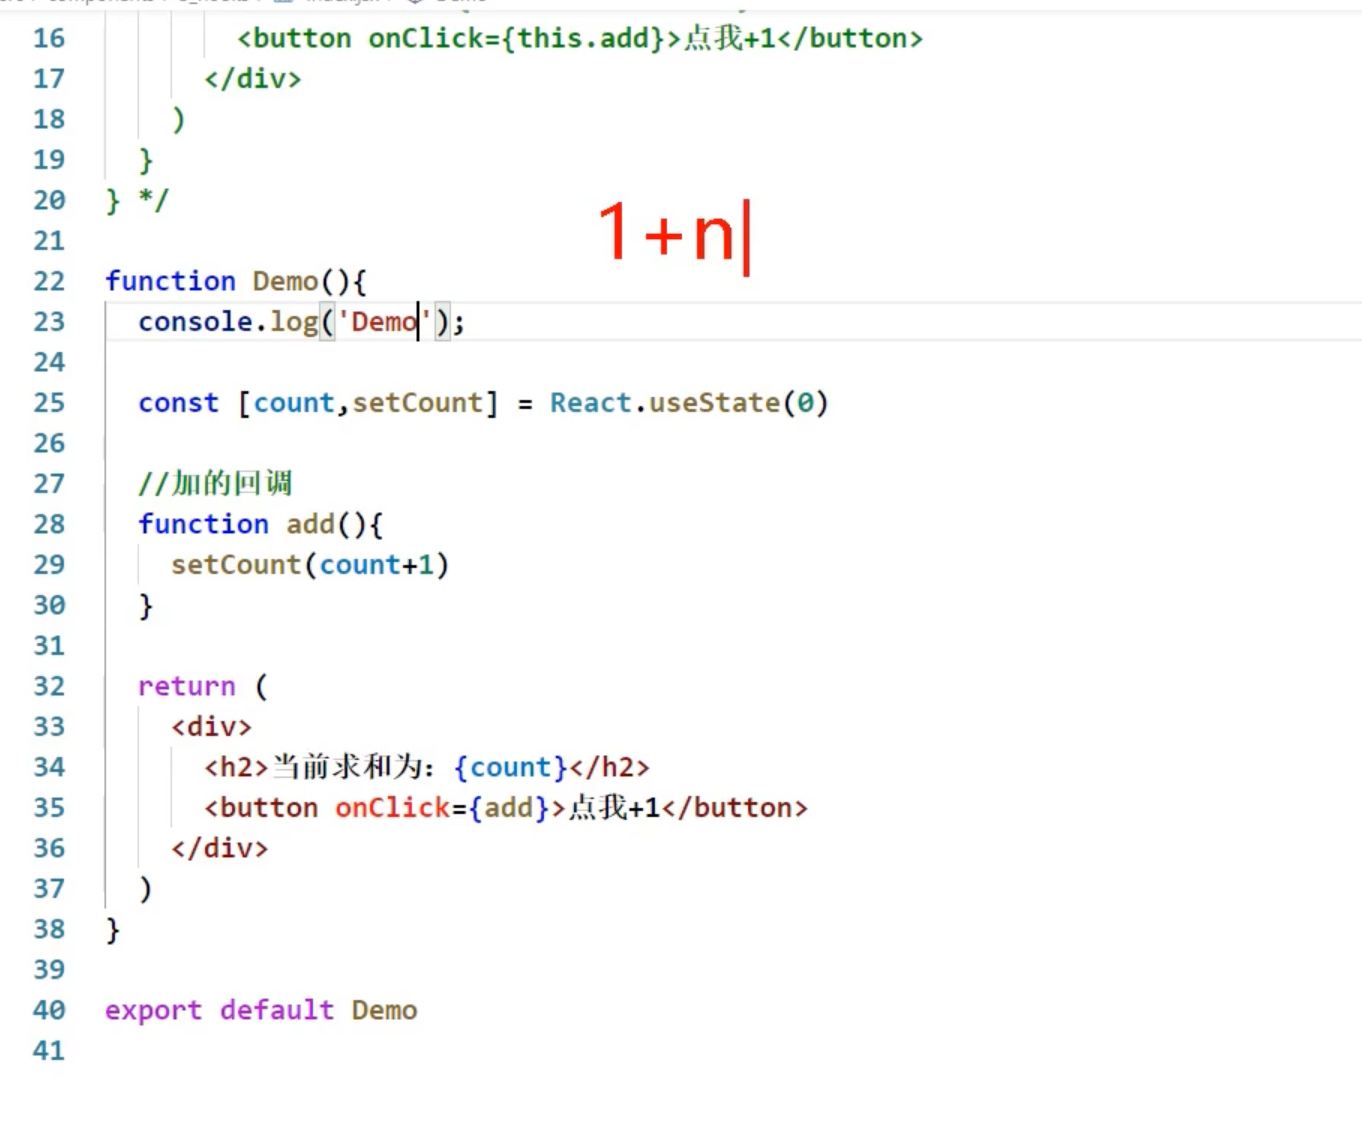 16 <button onClick={this.add}>点我+1</button>
17 </div>
18 )
19 }
20 } */
1+n
21
22 function Demo(){
23 console.log('Demo');
24
25 const [count,setCount] = React.useState(0)
26
27 //加的回调
28 function add(){
29 setCount(count+1)
30 }
31
32 return (
33 <div>
34 <h2>当前求和为：{count}</h2>
35 <button onClick={add}>点我+1</button>
36 </div>
37 )
38 }
39
40 export default Demo
41